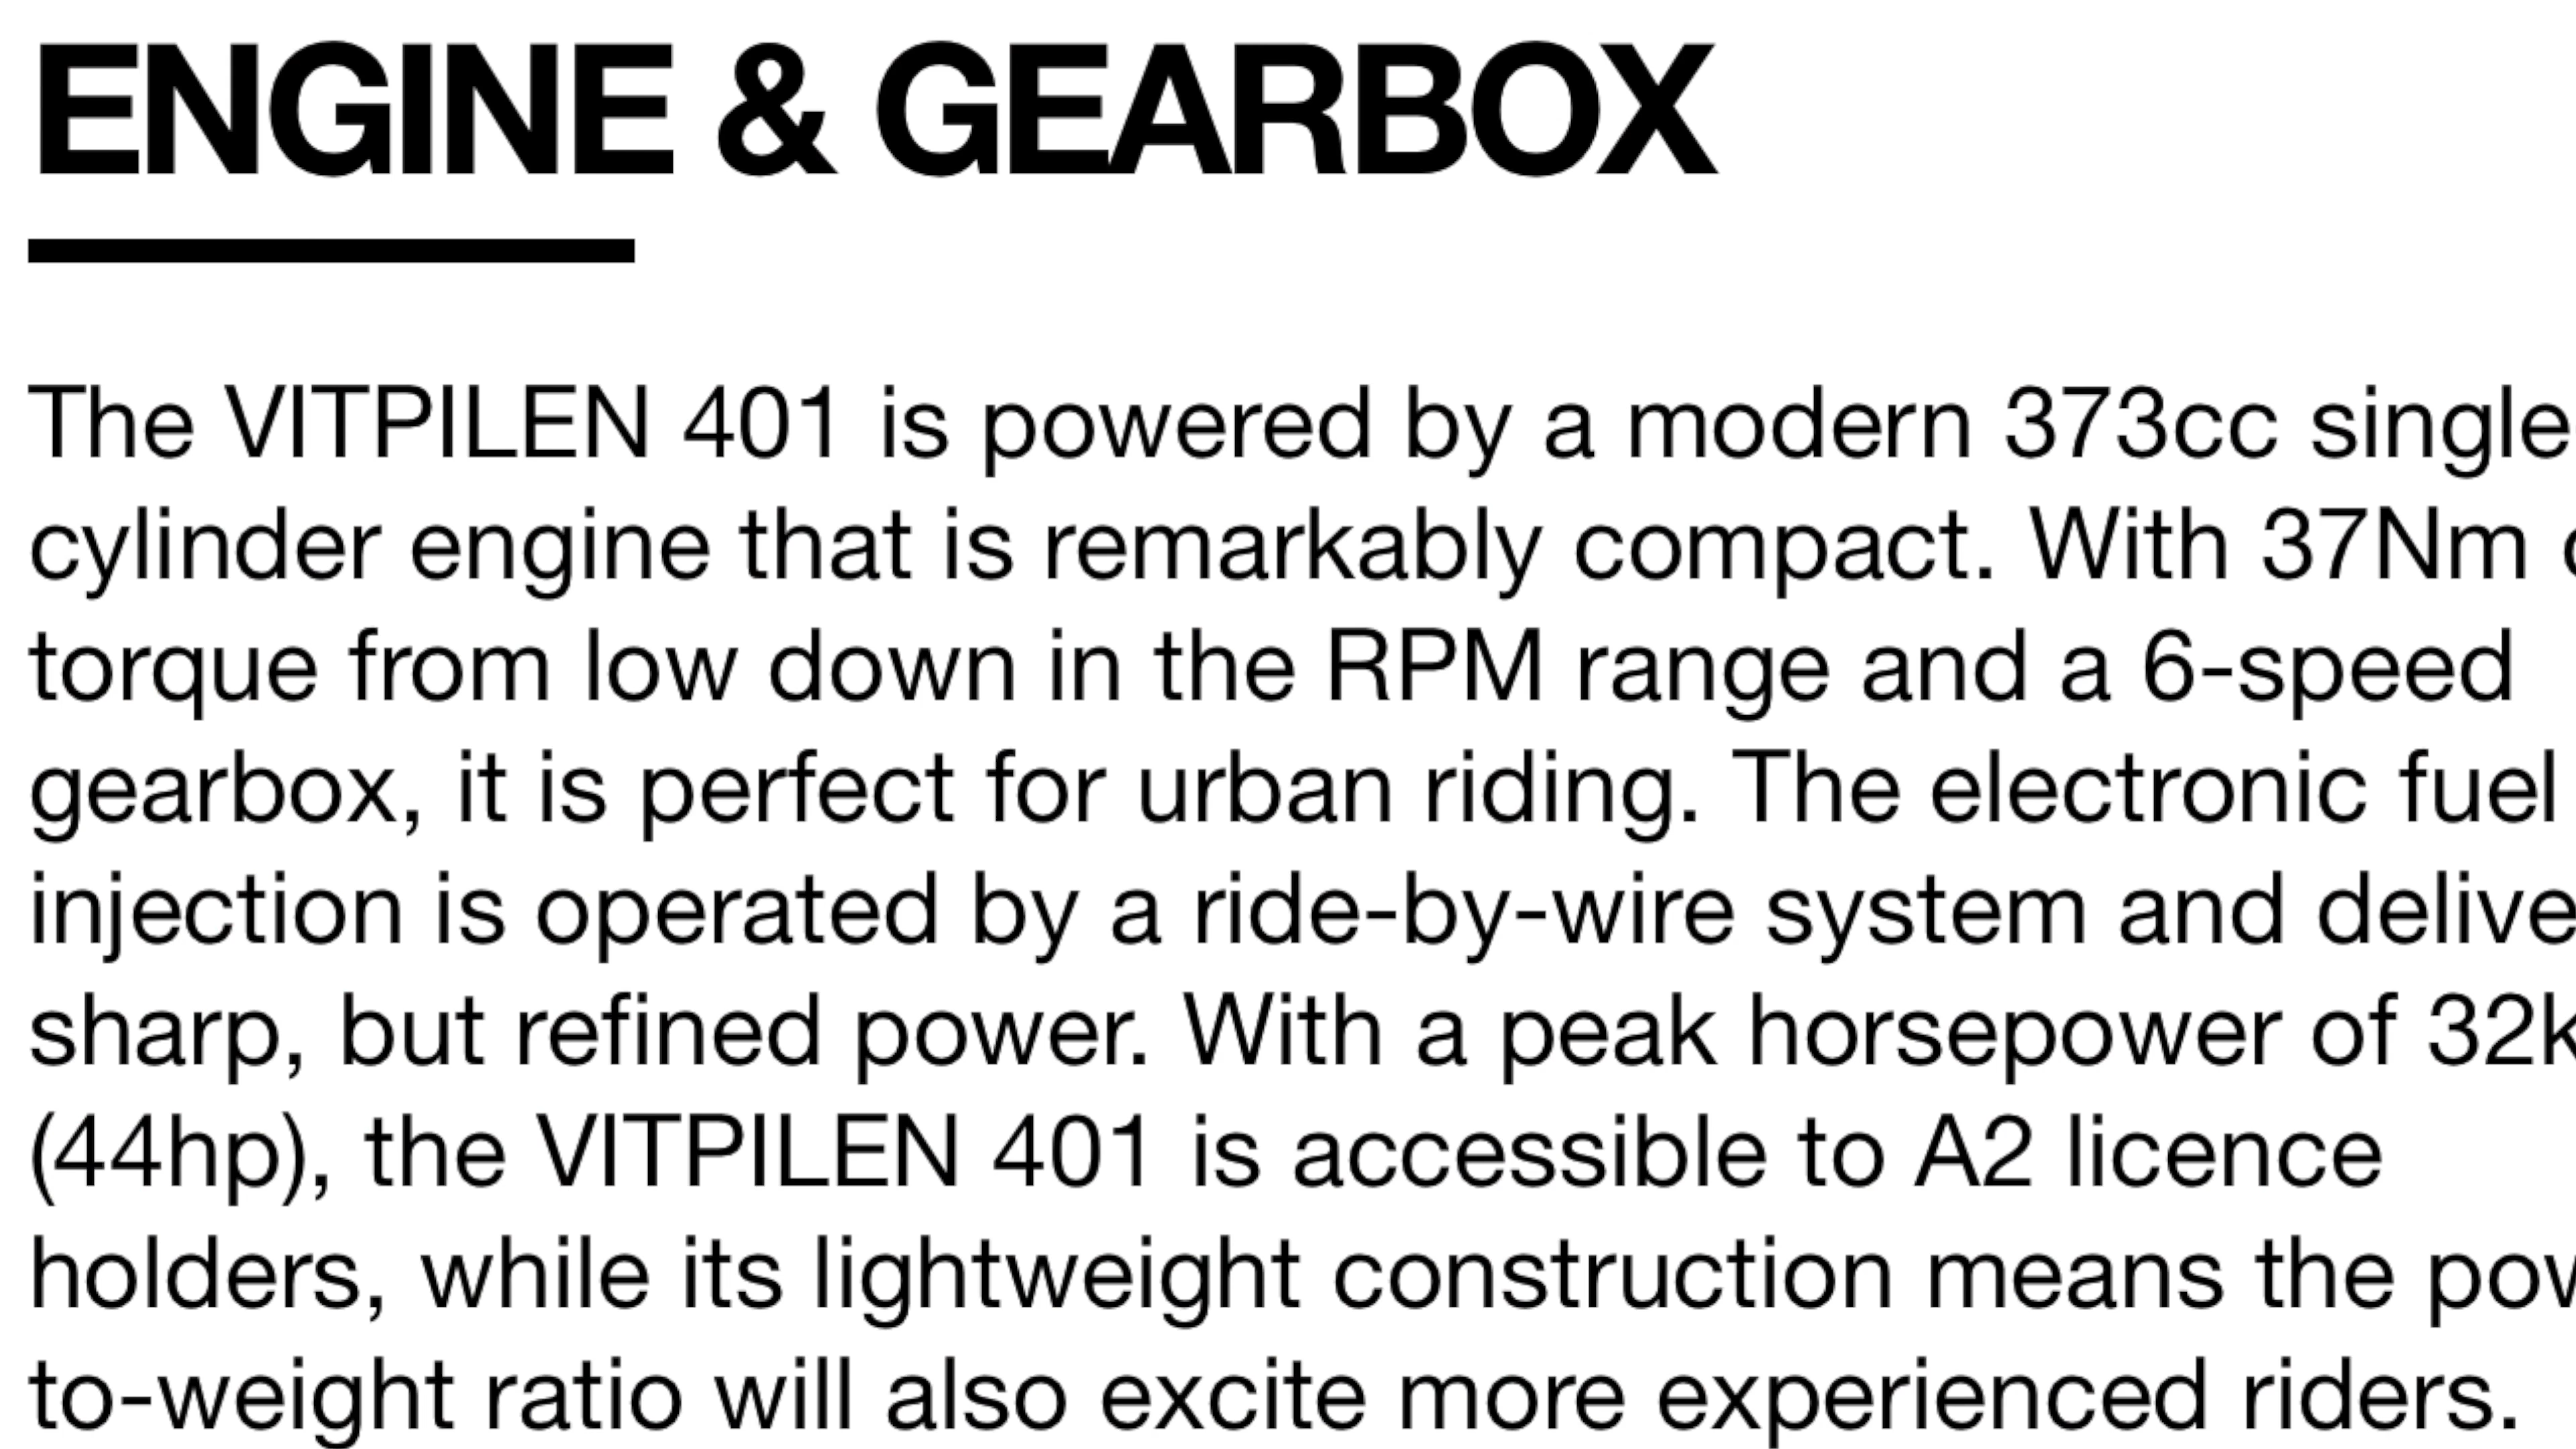 ENGINE & GEARBOX
The VITPILEN 401 is powered by a modern 373cc single
cylinder engine that is remarkably compact. With 37Nm
torque from low down in the RPM range and a 6-speed
gearbox, it is perfect for urban riding. The electronic fuel
injection is operated by a ride-by-wire system and
sharp, but refined power. With a peak horsepower of
(44hp), the VITPILEN 401 is accessible to A2 licence
holders, while its lightweight construction means the
to-weight ratio will also excite more experienced riders.